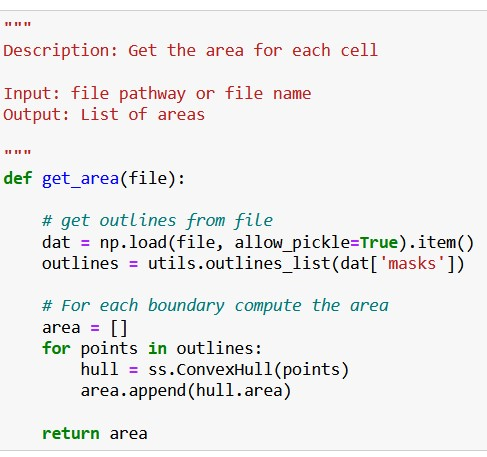 """
Description: Get the area for each cell
Input: file pathway or file name
Output: List of areas
"""
def get_area(file):
# get outlines from file
dat = np.load(file, allow_pickle=True).item()
outlines = utils.outlines_list(dat['masks'])
# For each boundary compute the area
area = []
for points in outlines:
hull = ss.ConvexHull(points)
area.append(hull.area)
return area